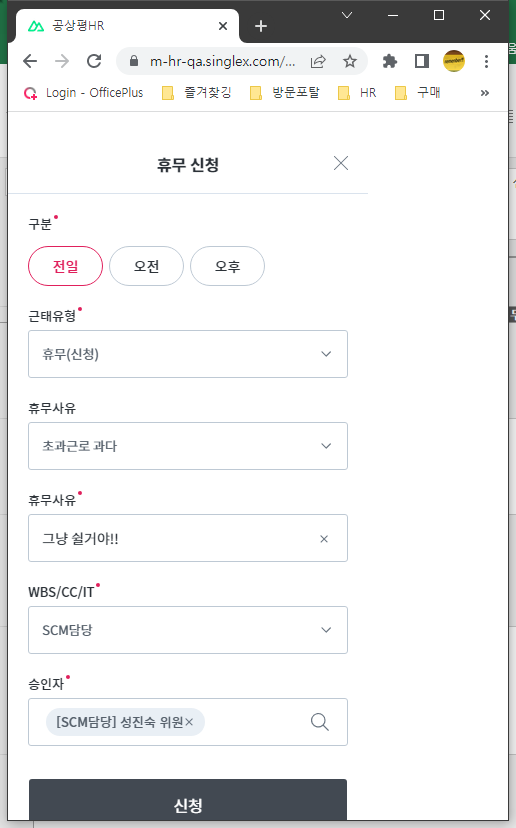 공상평HR
m-hr-qa.singlex.com/...
Login - OfficePlus
즐겨찾깅
방문포탈
HR
구매
휴무 신청
구분
전일
오전
오후
근태유형
휴무(신청)
휴무사유
초과근로 과다
휴무사유
그냥 쉴거야!!
WBS/CC/IT
SCM담당
승인자
[SCM담당] 성진숙 위원×
신청